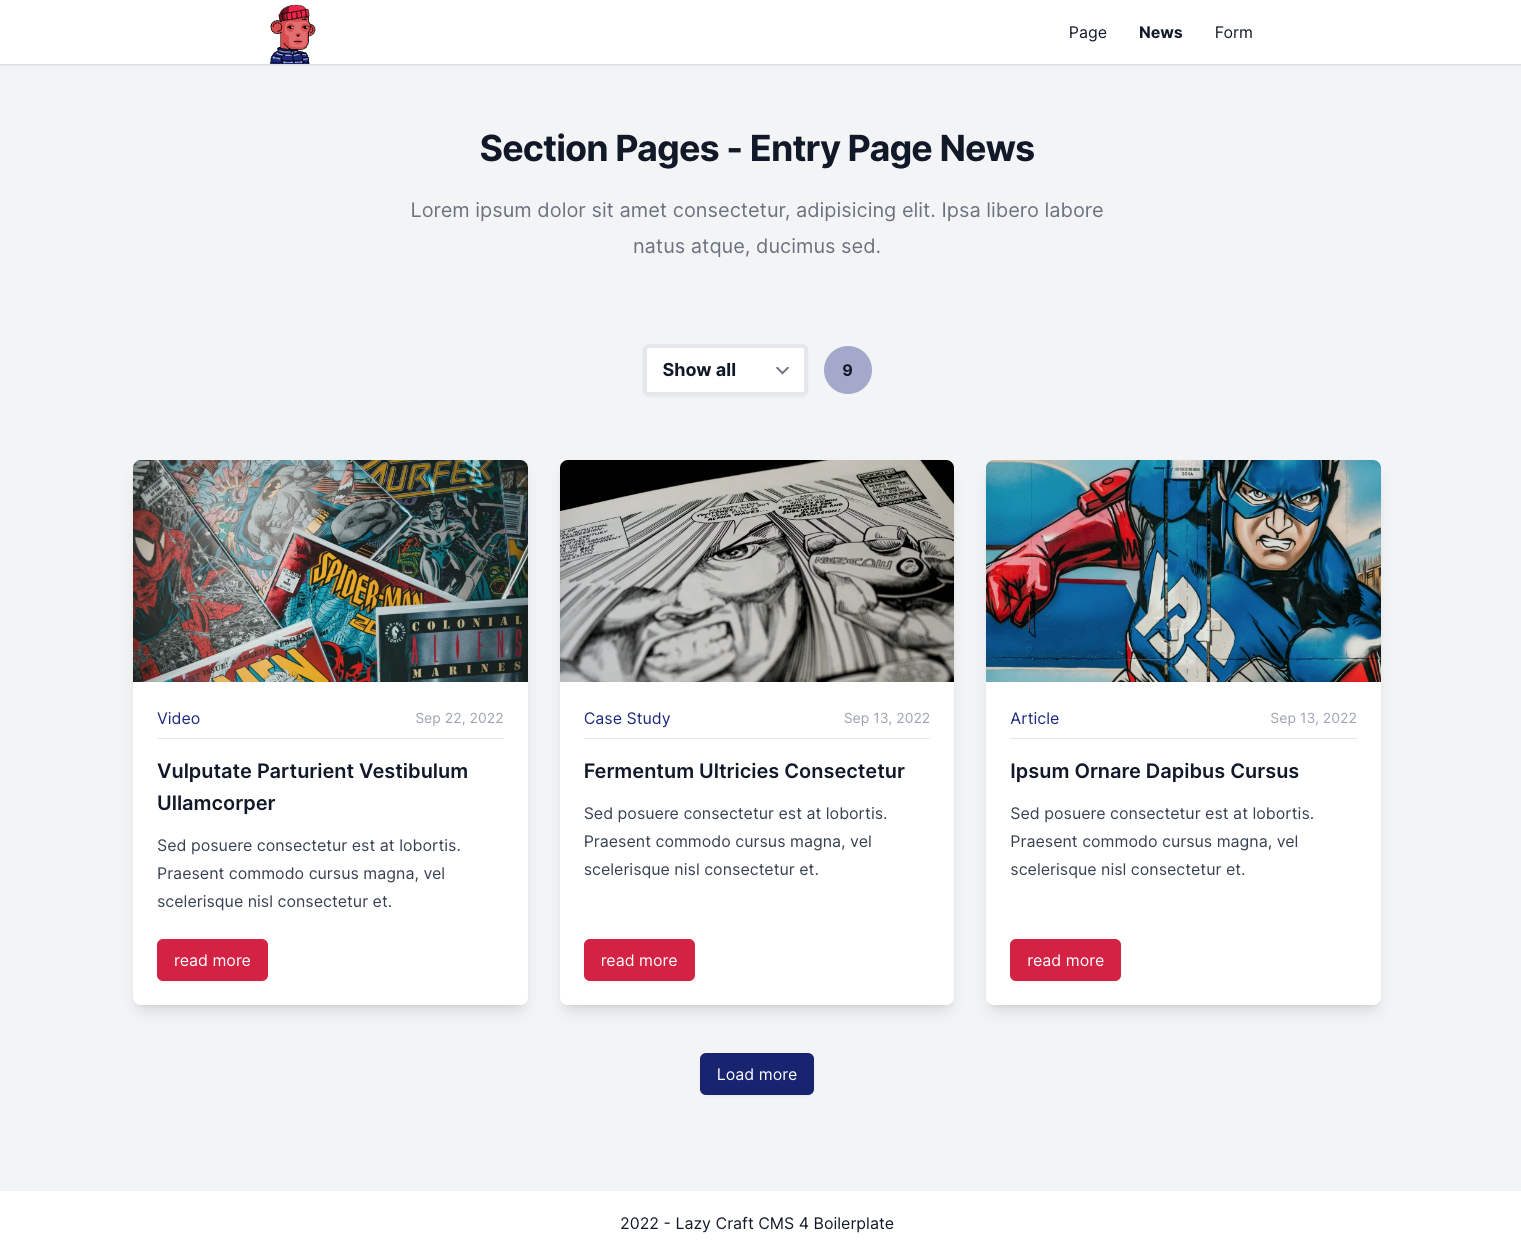 Page
News
Form
Section Pages - Entry Page News
Lorem ipsum dolor sit amet consectetur, adipisicing elit. Ipsa libero labore
natus atque, ducimus sed.
Show all
9
SPIDER-MAN
COLONIAL
ALIENS
MARINES
Video
Sep 22, 2022
Vulputate Parturient Vestibulum
Ullamcorper
Sed posuere consectetur est at lobortis.
Praesent commodo cursus magna, vel
scelerisque nisl consectetur et.
read more
Case Study
Sep 13, 2022
Fermentum Ultricies Consectetur
Sed posuere consectetur est at lobortis.
Praesent commodo cursus magna, vel
scelerisque nisl consectetur et.
read more
Article
Sep 13, 2022
Ipsum Ornare Dapibus Cursus
Sed posuere consectetur est at lobortis.
Praesent commodo cursus magna, vel
scelerisque nisl consectetur et.
read more
Load more
2022 - Lazy Craft CMS 4 Boilerplate